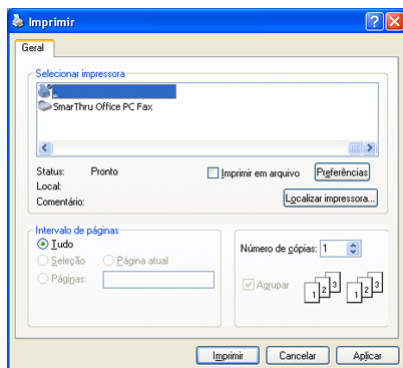 Imprimir
Geral
Selecionar impressora
SmarThru Office PC Fax
Status: Pronto
Imprimir em arquivo
Preferências
Local:
Comentário:
Localizar impressora...
Intervalo de páginas
Tudo
Seleção Página atual
Páginas:
Número de cópias: 1
Agrupar
1 2 3 1 2 3
Imprimir Cancelar Aplicar